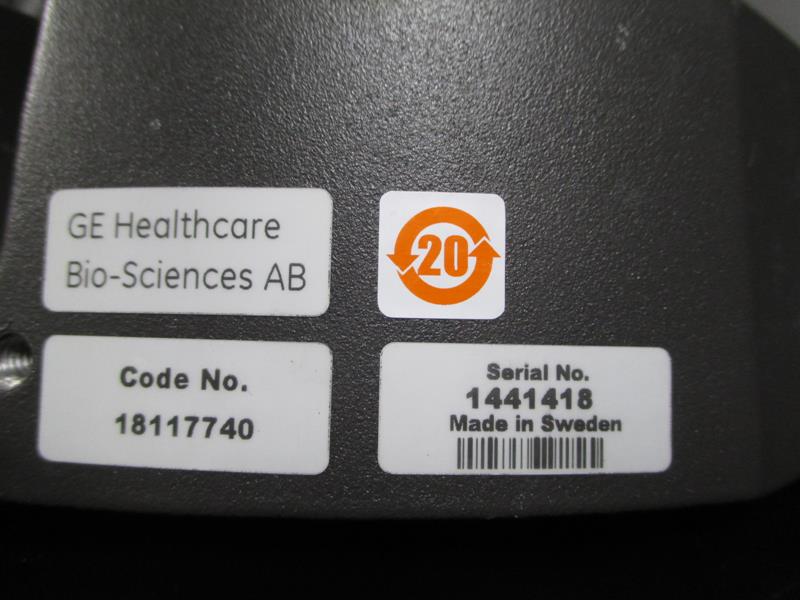 GE Healthcare
Bio-Sciences AB
20
Code No.
18117740
Serial No.
1441418
Made in Sweden